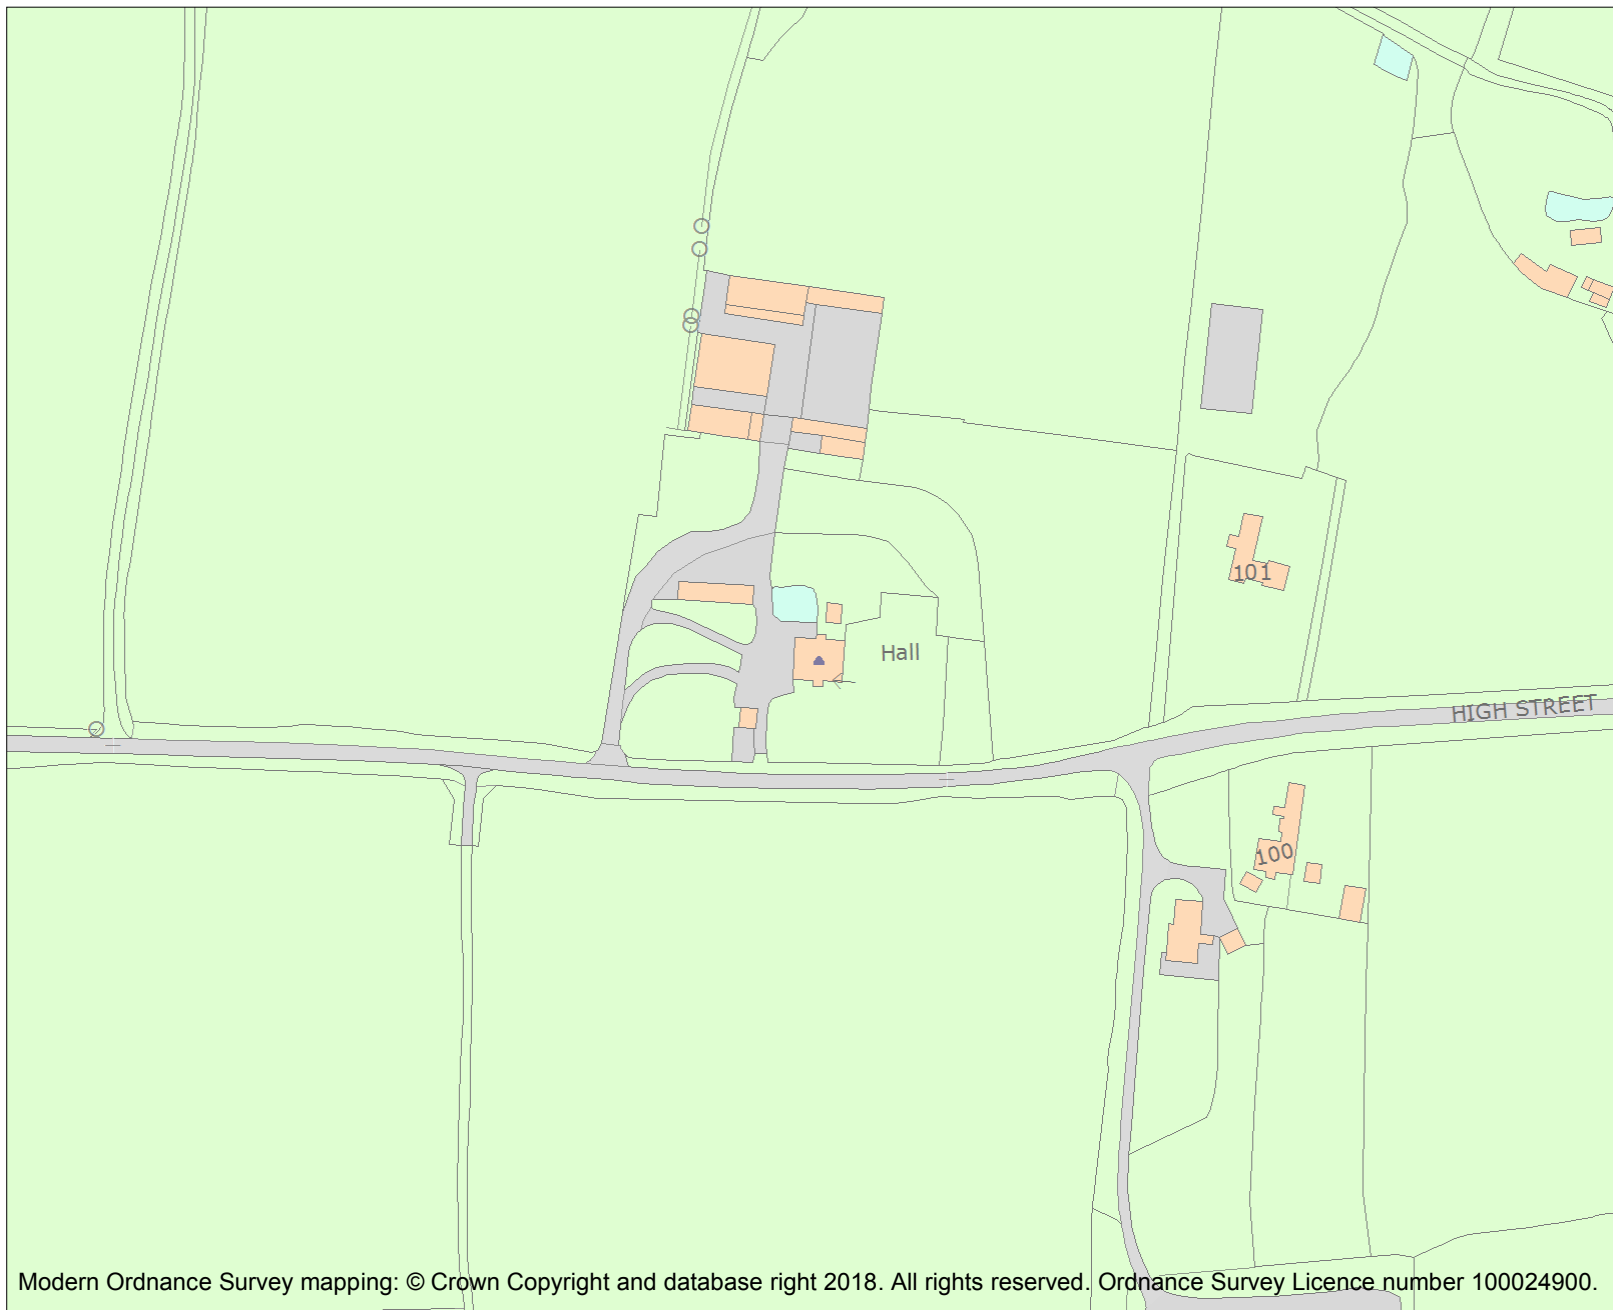 101
Hall
HIGH STREET
100
Modern Ordnance Survey mapping: © Crown Copyright and database right 2018. All rights reserved. Ordnance Survey Licence number 100024900.